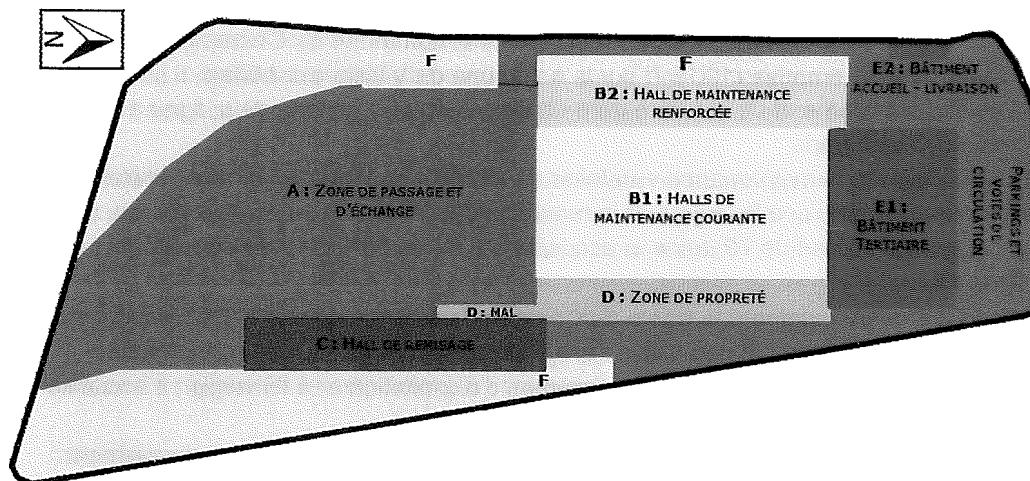 N
F
F
E2 : BÂTIMENT
ACCUEIL – LIVRAISON
B2 : HALL DE MAINTENANCE
RENFORCÉE
A : ZONE DE PASSAGE ET
D'ÉCHANGE
B1 : HALLS DE
MAINTENANCE COURANTE
E1 :
BÂTIMENT
TERTIAIRE
PARKINGS ET
VOIES DE
CIRCULATION
D : ZONE DE PROPRETÉ
D : MAL
C : HALL DE REMISAGE
F